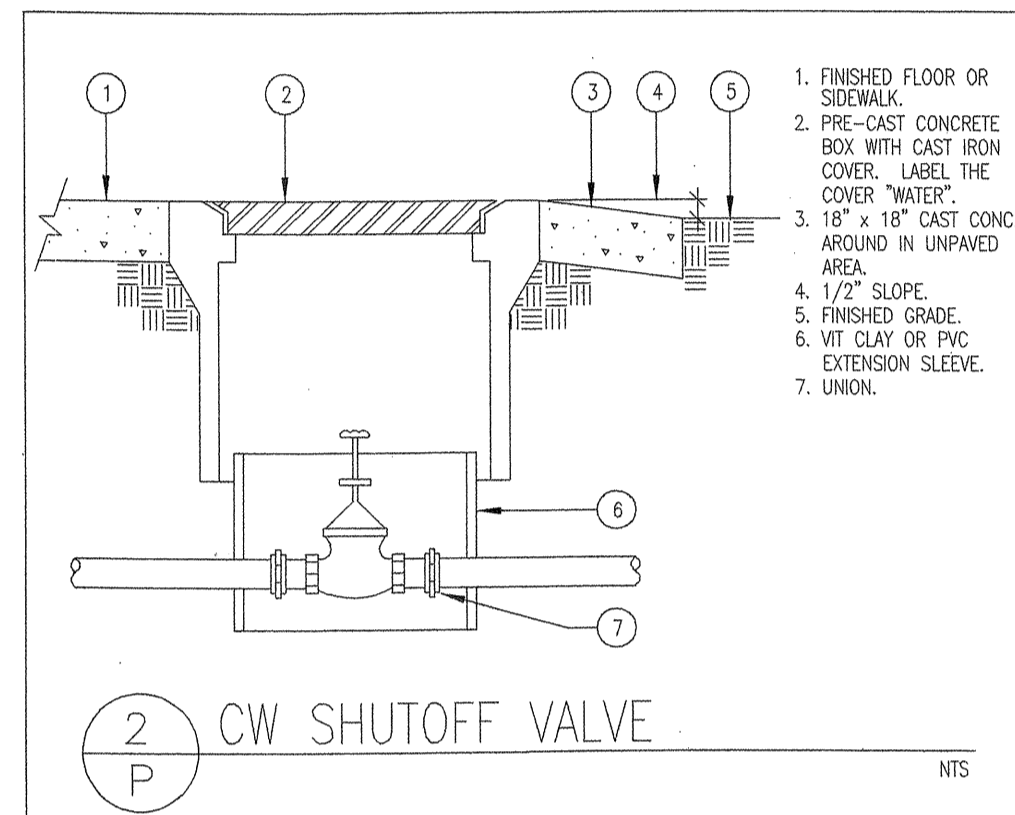 1
2
3
4
5
1. FINISHED FLOOR OR
SIDEWALK.
2. PRE-CAST CONCRETE
BOX WITH CAST IRON
COVER. LABEL THE
COVER "WATER".
3. 18" x 18" CAST CONC
AROUND IN UNPAVED
AREA.
4. 1/2" SLOPE.
5. FINISHED GRADE.
6. VIT CLAY OR PVC
EXTENSION SLEEVE.
7. UNION.
6
7
2
P
CW SHUTOFF VALVE
NTS